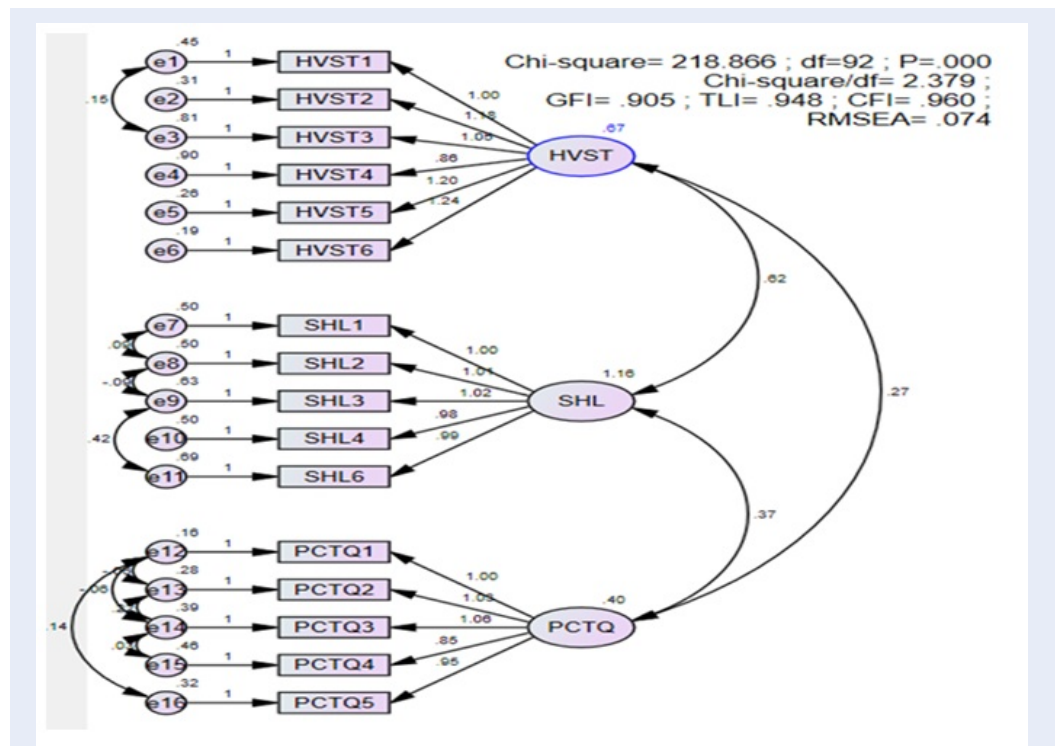 Chi-square= 218.866 ; df=92 ; P=.000
Chi-square/df= 2.379 ;
GFI= .905 ; TLI= .948 ; CFI= .960 ;
RMSEA= .074
.45
e1 1 HVST1
.31
e2 1 HVST2
.81
e3 1 HVST3
.90
e4 1 HVST4
.26
e5 1 HVST5
.19
e6 1 HVST6
.15
1.00
.86
1.20
1.24
.67
HVST
.62
.27
.50
e7 1 SHL1
.50
e8 1 SHL2
.63
e9 1 SHL3
.50
e10 1 SHL4
.69
e11 1 SHL6
.42
1.00
1.01
1.02
.98
.99
1.16
SHL
.37
.16
e12 1 PCTQ1
.28
e13 1 PCTQ2
.39
e14 1 PCTQ3
.46
e15 1 PCTQ4
.32
e16 1 PCTQ5
.14
1.00
1.06
.85
.95
.40
PCTQ